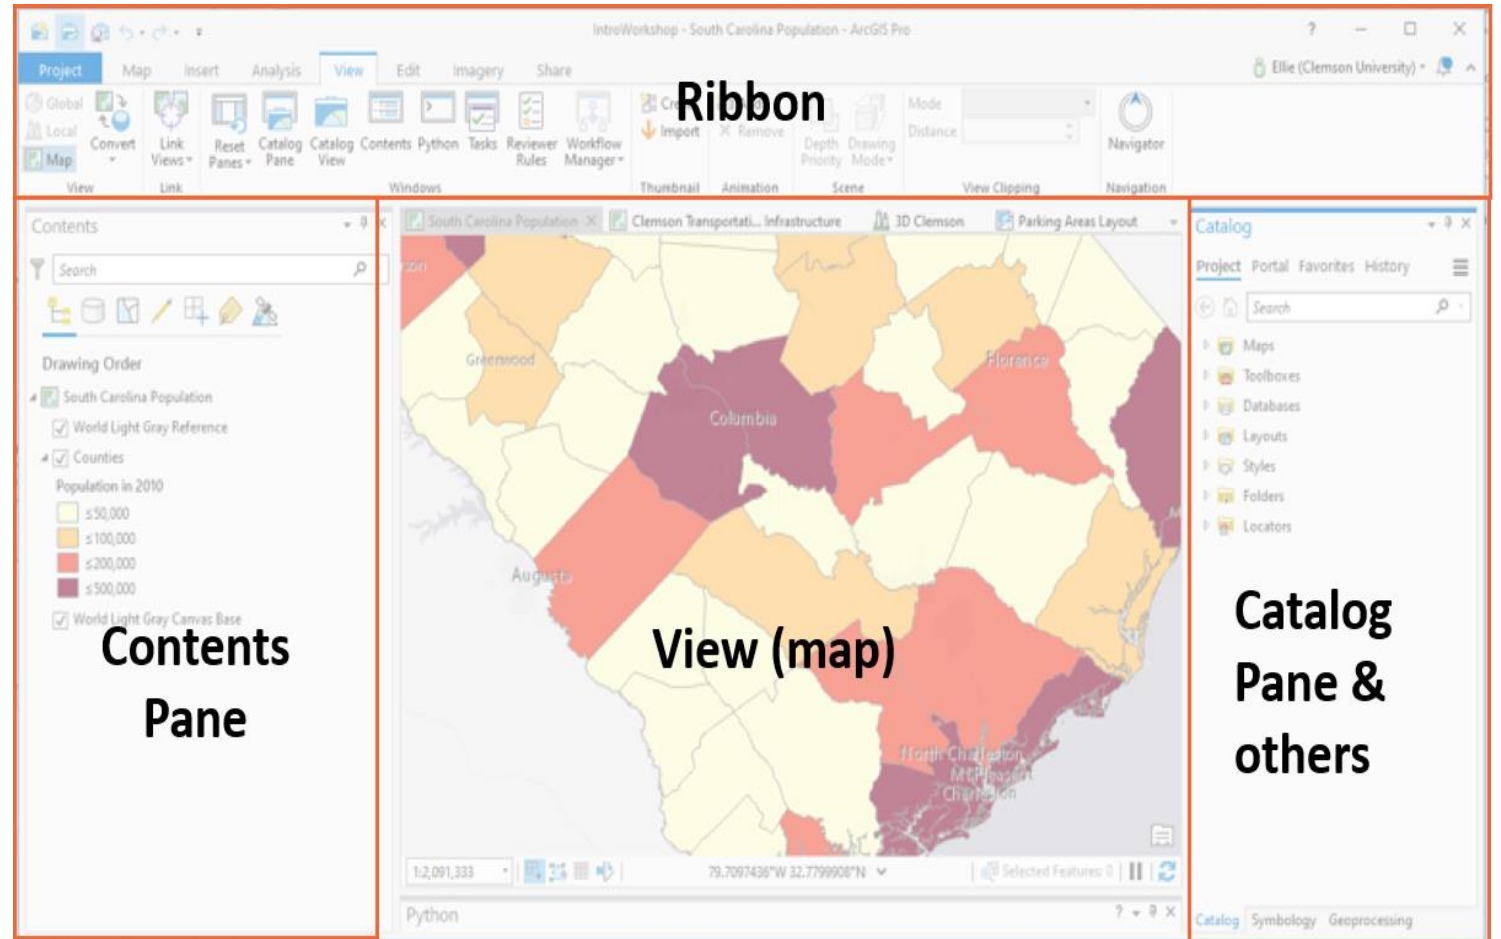 IntroWorkshop - South Carolina Population - ArcGIS Pro
?
Project Map Insert Analysis View Edit Imagery Share
Ellie (Clemson University)
Ribbon
Global
Local
Map
Convert
View
Link
Views
Link
Reset
Panes
Catalog
Pane
Catalog
View
Contents
Python
Tasks
Reviewer
Rules
Workflow
Manager
Windows
Import
Thumbnail
Remove
Animation
Depth
Priority
Drawing
Mode
Scene
Mode
Distance
View Clipping
Navigator
Navigation
Contents
Search
Drawing Order
South Carolina Population
World Light Gray Reference
Counties
Population in 2010
≤50,000
≤100,000
≤200,000
≤500,000
World Light Gray Canvas Base
Contents
Pane
South Carolina Population
Clemson Transportati... Infrastructure
3D Clemson
Parking Areas Layout
Greenwood
Florence
Columbia
Augusta
View (map)
North Charleston
Mt Pleasant
Charleston
1:2,091,333
79.7097436°W 32.7799908°N
Selected Features: 0
Python
?
Catalog
Project Portal Favorites History
Search
Maps
Toolboxes
Databases
Layouts
Styles
Folders
Locators
Catalog
Pane &
others
Catalog Symbology Geoprocessing